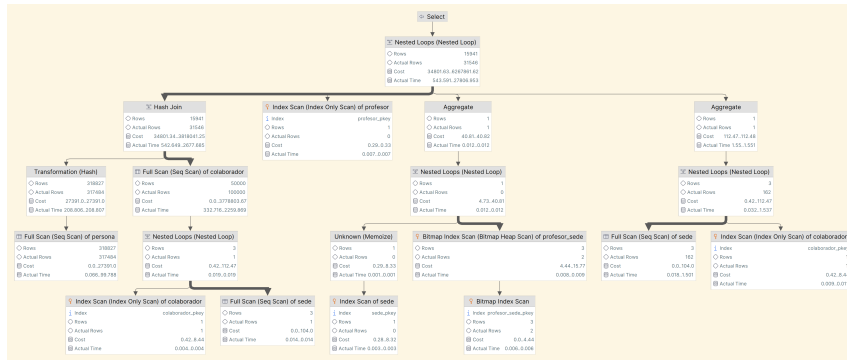 Select
Nested Loops (Nested Loop)
Rows 15941
Actual Rows 31546
Cost 34801.63..6267861.62
Actual Time 543.591..27806.953
Hash Join
Rows 15941
Actual Rows 31546
Cost 34801.34..3818041.25
Actual Time 542.648..2677.685
Index Scan (Index Only Scan) of profesor
Index profesor_pkey
Rows 1
Actual Rows 0
Cost 0.29..0.33
Actual Time 0.007..0.007
Aggregate
Rows 1
Actual Rows 1
Cost 40.81..40.82
Actual Time 0.012..0.012
Aggregate
Rows 1
Actual Rows 1
Cost 112.47..112.48
Actual Time 1.55..1.551
Transformation (Hash)
Rows 318827
Actual Rows 317484
Cost 27391.0..27391.0
Actual Time 208.606..208.607
Full Scan (Seq Scan) of colaborador
Rows 50000
Actual Rows 100000
Cost 0.0..3778803.67
Actual Time 332.716..2259.869
Nested Loops (Nested Loop)
Rows 1
Actual Rows 0
Cost 4.73..40.81
Actual Time 0.012..0.012
Nested Loops (Nested Loop)
Rows 3
Actual Rows 162
Cost 0.42..112.47
Actual Time 0.032..1.537
Full Scan (Seq Scan) of persona
Rows 318827
Actual Rows 317484
Cost 0.0..27391.0
Actual Time 0.066..99.789
Nested Loops (Nested Loop)
Rows 3
Actual Rows 1
Cost 0.42..112.47
Actual Time 0.019..0.019
Unknown (Memoize)
Rows 1
Actual Rows 0
Cost 0.29..8.33
Actual Time 0.001..0.001
Bitmap Index Scan (Bitmap Heap Scan) of profesor_sede
Rows 3
Actual Rows 2
Cost 4.44..15.77
Actual Time 0.008..0.009
Full Scan (Seq Scan) of sede
Rows 3
Actual Rows 162
Cost 0.0..104.0
Actual Time 0.018..1.501
Index Scan (Index Only Scan) of colaborador
Index colaborador_pkey
Rows
Actual Rows
Cost 0.42..8.4
Actual Time 0.009..0.01
Index Scan (Index Only Scan) of colaborador
Index colaborador_pkey
Rows 1
Actual Rows 1
Cost 0.42..8.44
Actual Time 0.004..0.004
Full Scan (Seq Scan) of sede
Rows 3
Actual Rows 1
Cost 0.0..104.0
Actual Time 0.014..0.014
Index Scan of sede
Index sede_pkey
Rows 1
Actual Rows 0
Cost 0.28..8.32
Actual Time 0.003..0.003
Bitmap Index Scan
Index profesor_sede_pkey
Rows 3
Actual Rows 2
Cost 0.0..4.44
Actual Time 0.006..0.006